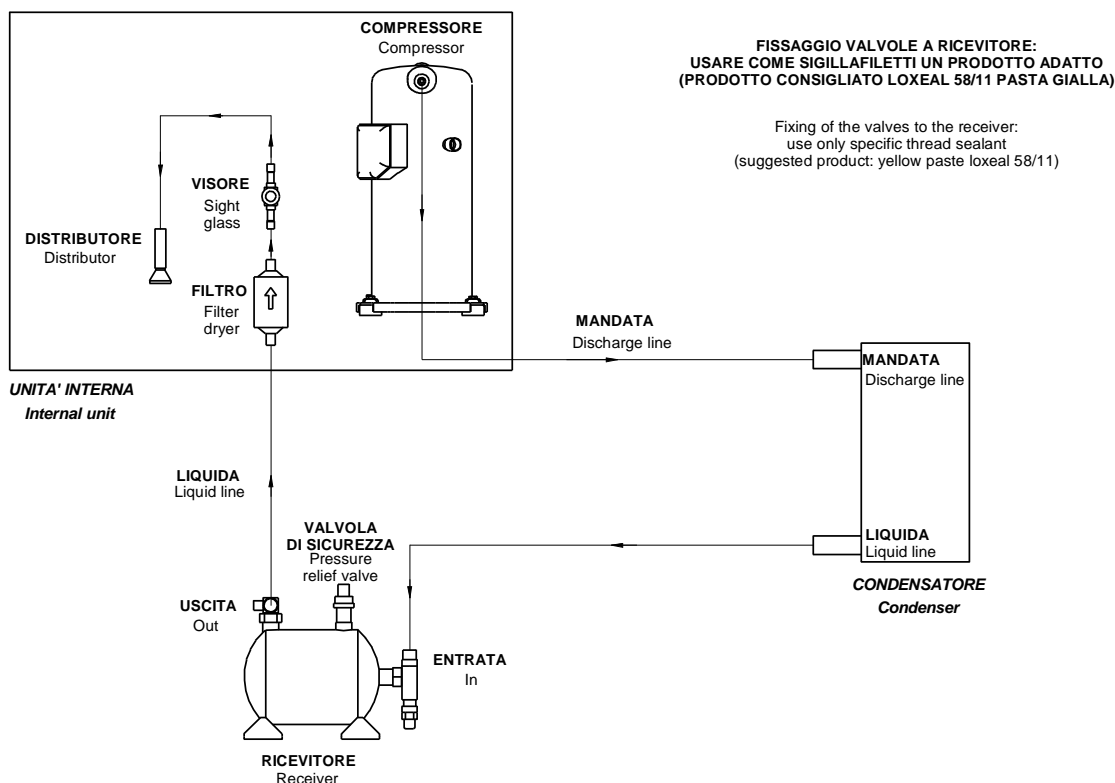 COMPRESSORE
Compressor
FISSAGGIO VALVOLE A RICEVITORE:
USARE COME SIGILLAFILETTI UN PRODOTTO ADATTO
(PRODOTTO CONSIGLIATO LOXEAL 58/11 PASTA GIALLA)
Fixing of the valves to the receiver:
use only specific thread sealant
(suggested product: yellow paste loxeal 58/11)
VISORE
Sight
glass
DISTRIBUTORE
Distributor
FILTRO
Filter
dryer
MANDATA
Discharge line
MANDATA
Discharge line
UNITA' INTERNA
Internal unit
LIQUIDA
Liquid line
VALVOLA
DI SICUREZZA
Pressure
relief valve
LIQUIDA
Liquid line
CONDENSATORE
Condenser
USCITA
Out
ENTRATA
In
RICEVITORE
Receiver